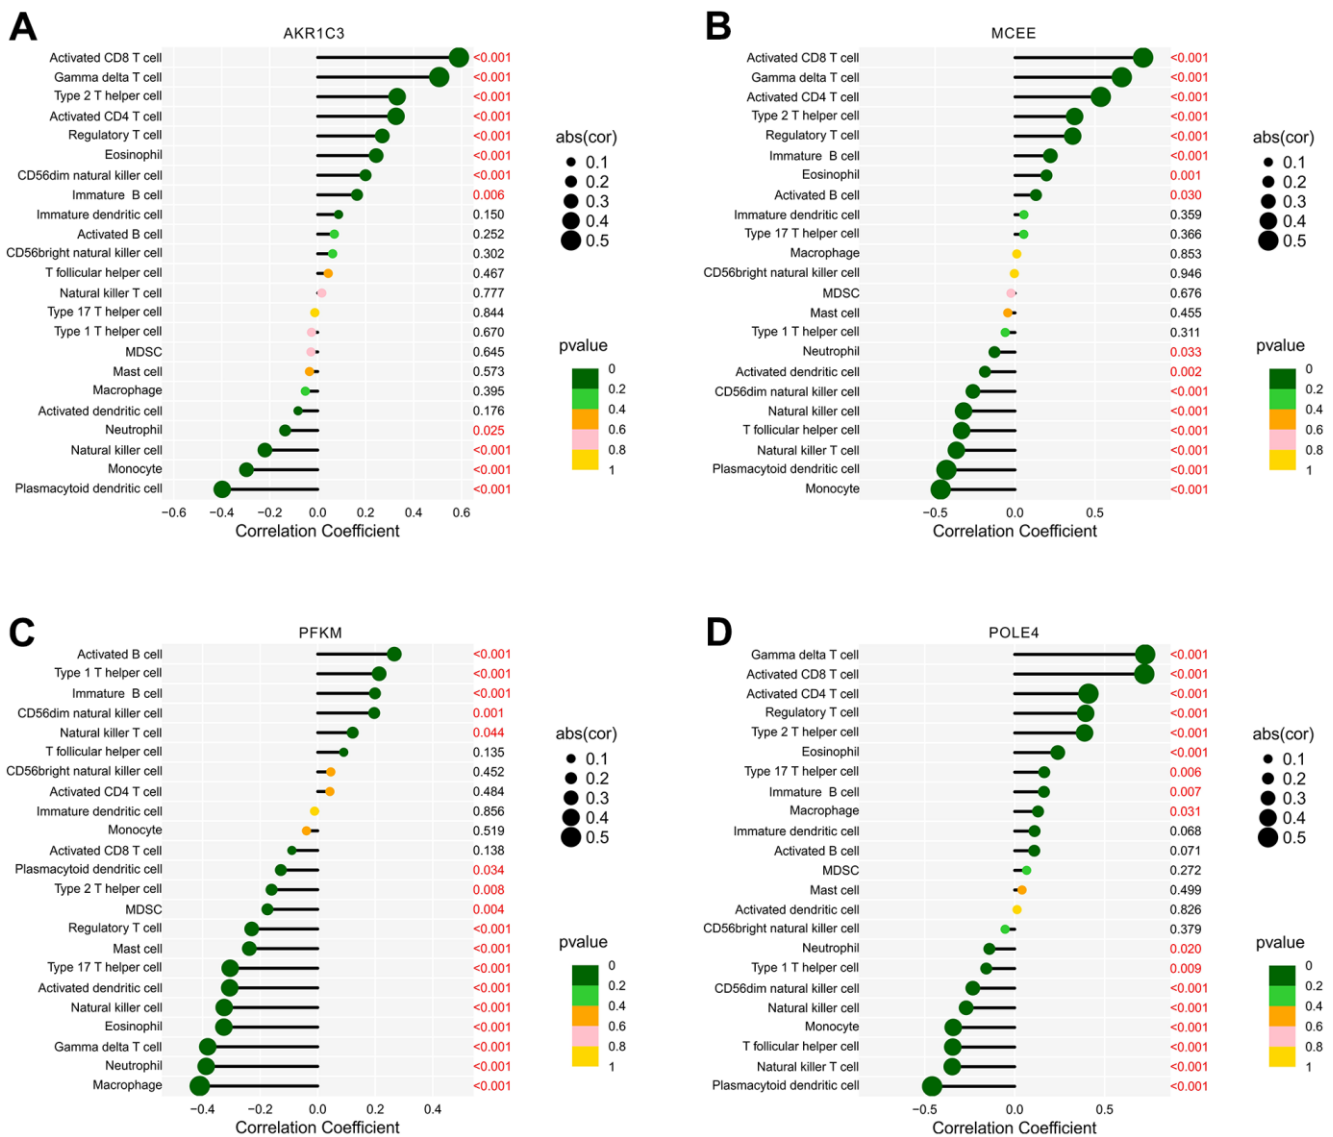 A
AKR1C3
Activated CD8 T cell <0.001
Gamma delta T cell <0.001
Type 2 T helper cell <0.001
Activated CD4 T cell <0.001
Regulatory T cell <0.001
Eosinophil <0.001
CD56dim natural killer cell <0.001
Immature B cell 0.006
Immature dendritic cell 0.150
Activated B cell 0.252
CD56bright natural killer cell 0.302
T follicular helper cell 0.467
Natural killer T cell 0.777
Type 17 T helper cell 0.844
Type 1 T helper cell 0.670
MDSC 0.645
Mast cell 0.573
Macrophage 0.395
Activated dendritic cell 0.176
Neutrophil 0.025
Natural killer cell <0.001
Monocyte <0.001
Plasmacytoid dendritic cell <0.001
−0.6 −0.4 −0.2 0.0 0.2 0.4 0.6
Correlation Coefficient
abs(cor)
0.1
0.2
0.3
0.4
0.5
pvalue
0
0.2
0.4
0.6
0.8
1
B
MCEE
Activated CD8 T cell <0.001
Gamma delta T cell <0.001
Activated CD4 T cell <0.001
Type 2 T helper cell <0.001
Regulatory T cell <0.001
Immature B cell <0.001
Eosinophil 0.001
Activated B cell 0.030
Immature dendritic cell 0.359
Type 17 T helper cell 0.366
Macrophage 0.853
CD56bright natural killer cell 0.946
MDSC 0.676
Mast cell 0.455
Type 1 T helper cell 0.311
Neutrophil 0.033
Activated dendritic cell 0.002
CD56dim natural killer cell <0.001
Natural killer cell <0.001
T follicular helper cell <0.001
Natural killer T cell <0.001
Plasmacytoid dendritic cell <0.001
Monocyte <0.001
−0.5 0.0 0.5
Correlation Coefficient
abs(cor)
0.1
0.2
0.3
0.4
0.5
pvalue
0
0.2
0.4
0.6
0.8
1
C
PFKM
Activated B cell <0.001
Type 1 T helper cell <0.001
Immature B cell <0.001
CD56dim natural killer cell 0.001
Natural killer T cell 0.044
T follicular helper cell 0.135
CD56bright natural killer cell 0.452
Activated CD4 T cell 0.484
Immature dendritic cell 0.856
Monocyte 0.519
Activated CD8 T cell 0.138
Plasmacytoid dendritic cell 0.034
Type 2 T helper cell 0.008
MDSC 0.004
Regulatory T cell <0.001
Mast cell <0.001
Type 17 T helper cell <0.001
Activated dendritic cell <0.001
Natural killer cell <0.001
Eosinophil <0.001
Gamma delta T cell <0.001
Neutrophil <0.001
Macrophage <0.001
−0.4 −0.2 0.0 0.2 0.4
Correlation Coefficient
abs(cor)
0.1
0.2
0.3
0.4
0.5
pvalue
0
0.2
0.4
0.6
0.8
1
D
POLE4
Gamma delta T cell <0.001
Activated CD8 T cell <0.001
Activated CD4 T cell <0.001
Regulatory T cell <0.001
Type 2 T helper cell <0.001
Eosinophil <0.001
Type 17 T helper cell 0.006
Immature B cell 0.007
Macrophage 0.031
Immature dendritic cell 0.068
Activated B cell 0.071
MDSC 0.272
Mast cell 0.499
Activated dendritic cell 0.826
CD56bright natural killer cell 0.379
Neutrophil 0.020
Type 1 T helper cell 0.009
CD56dim natural killer cell <0.001
Natural killer cell <0.001
Monocyte <0.001
T follicular helper cell <0.001
Natural killer T cell <0.001
Plasmacytoid dendritic cell <0.001
−0.5 0.0 0.5
Correlation Coefficient
abs(cor)
0.1
0.2
0.3
0.4
0.5
pvalue
0
0.2
0.4
0.6
0.8
1